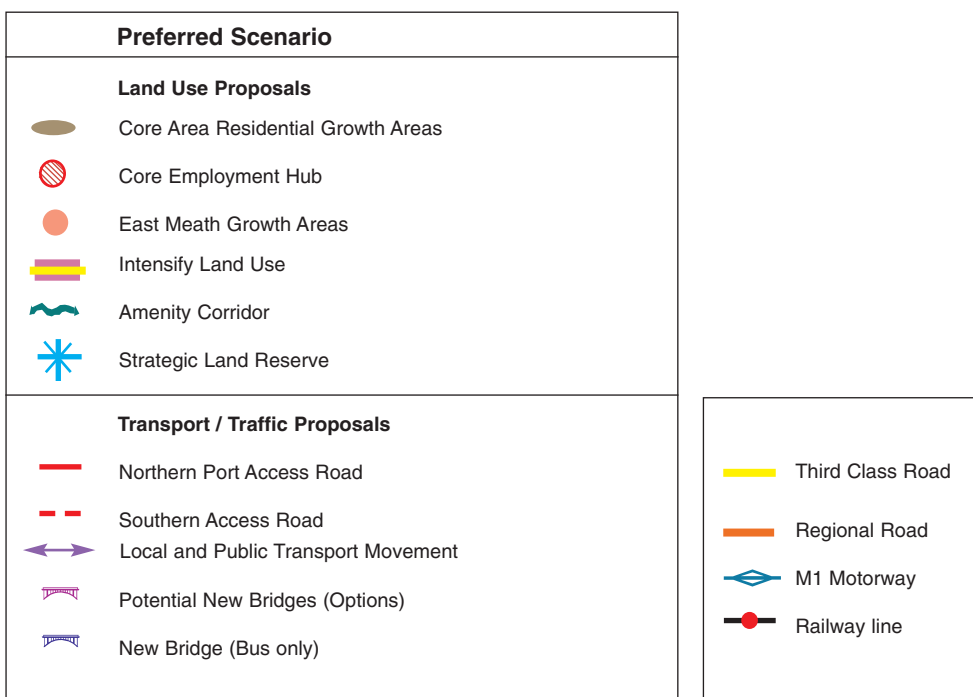 Preferred Scenario
Land Use Proposals
Core Area Residential Growth Areas
Core Employment Hub
East Meath Growth Areas
Intensify Land Use
Amenity Corridor
Strategic Land Reserve
Transport / Traffic Proposals
Northern Port Access Road
Southern Access Road
Local and Public Transport Movement
Potential New Bridges (Options)
New Bridge (Bus only)
Third Class Road
Regional Road
M1 Motorway
Railway line